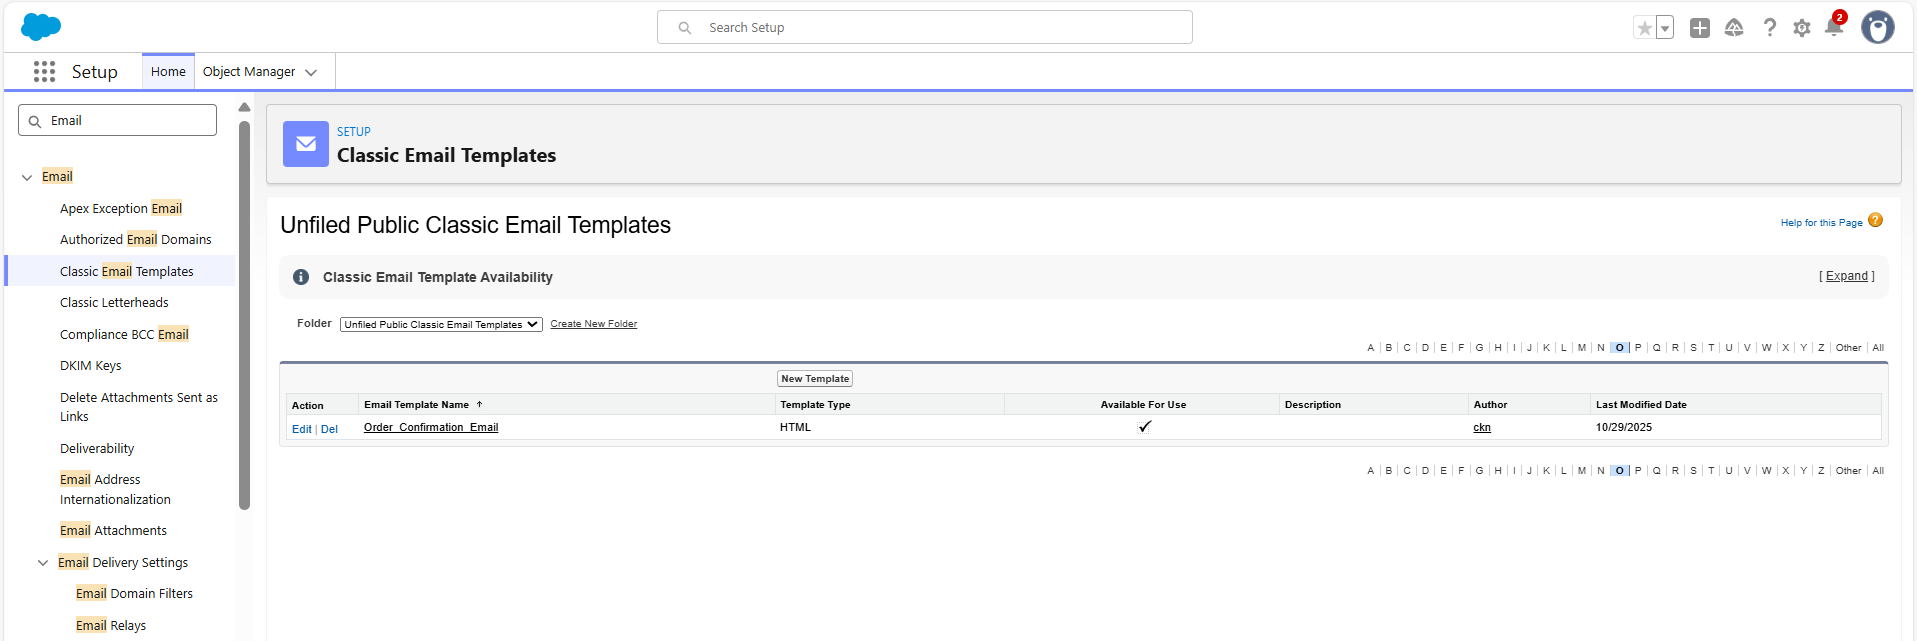 Search Setup
2
Setup
Home
Object Manager
Email
Email
Apex Exception Email
Authorized Email Domains
Classic Email Templates
Classic Letterheads
Compliance BCC Email
DKIM Keys
Delete Attachments Sent as
Links
Deliverability
Email Address
Internationalization
Email Attachments
Email Delivery Settings
Email Domain Filters
Email Relays
SETUP
Classic Email Templates
Unfiled Public Classic Email Templates
Help for this Page ?
Classic Email Template Availability
[ Expand ]
Folder Unfiled Public Classic Email Templates Create New Folder
A | B | C | D | E | F | G | H | I | J | K | L | M | N | O | P | Q | R | S | T | U | V | W | X | Y | Z | Other | All
New Template
Action Email Template Name ↑ Template Type Available For Use Description Author Last Modified Date
Edit | Del Order_Confirmation_Email HTML ✓ ckn 10/29/2025
A | B | C | D | E | F | G | H | I | J | K | L | M | N | O | P | Q | R | S | T | U | V | W | X | Y | Z | Other | All